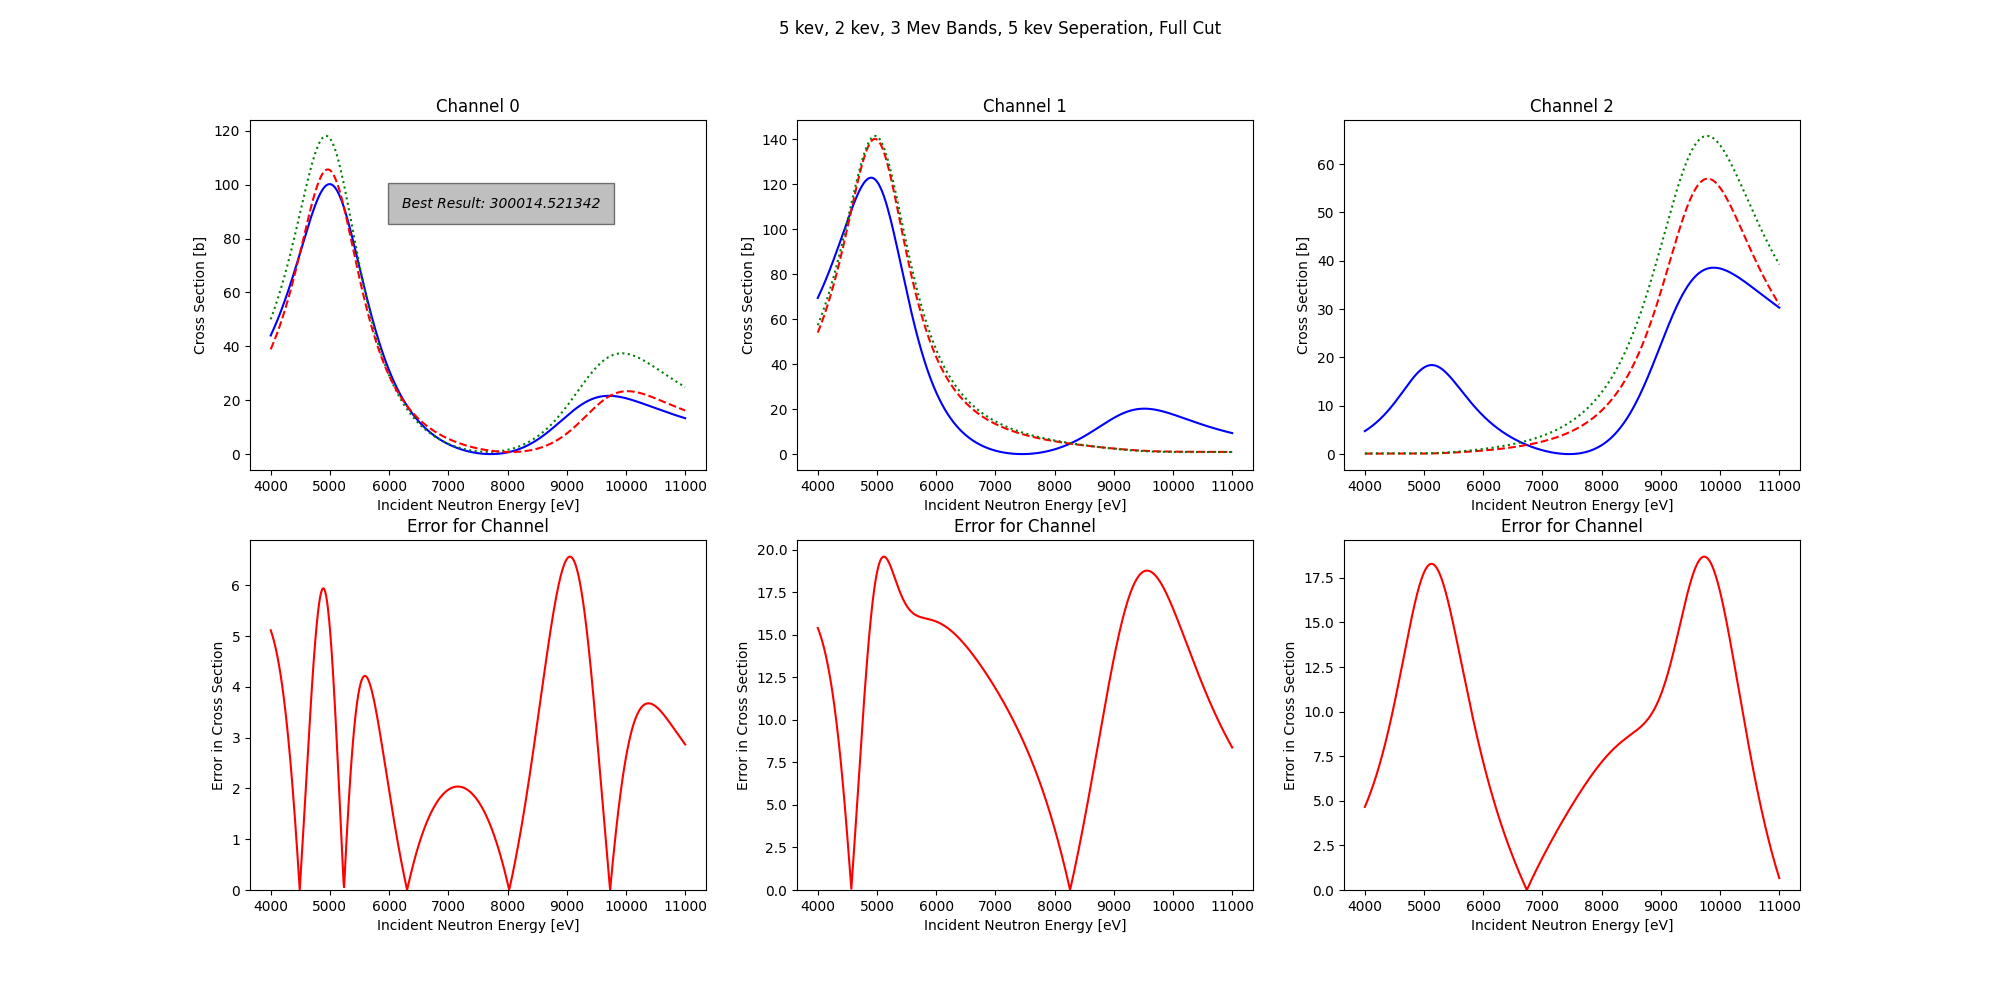 5 kev, 2 kev, 3 Mev Bands, 5 kev Seperation, Full Cut
Channel 0
Cross Section [b]
120
100
80
60
40
20
0
Best Result: 300014.521342
4000 5000 6000 7000 8000 9000 10000 11000
Incident Neutron Energy [eV]
Channel 1
Cross Section [b]
140
120
100
80
60
40
20
0
4000 5000 6000 7000 8000 9000 10000 11000
Incident Neutron Energy [eV]
Channel 2
Cross Section [b]
60
50
40
30
20
10
0
4000 5000 6000 7000 8000 9000 10000 11000
Incident Neutron Energy [eV]
Error for Channel
Error in Cross Section
6
5
4
3
2
1
0
4000 5000 6000 7000 8000 9000 10000 11000
Incident Neutron Energy [eV]
Error for Channel
Error in Cross Section
20.0
17.5
15.0
12.5
10.0
7.5
5.0
2.5
0.0
4000 5000 6000 7000 8000 9000 10000 11000
Incident Neutron Energy [eV]
Error for Channel
Error in Cross Section
17.5
15.0
12.5
10.0
7.5
5.0
2.5
0.0
4000 5000 6000 7000 8000 9000 10000 11000
Incident Neutron Energy [eV]